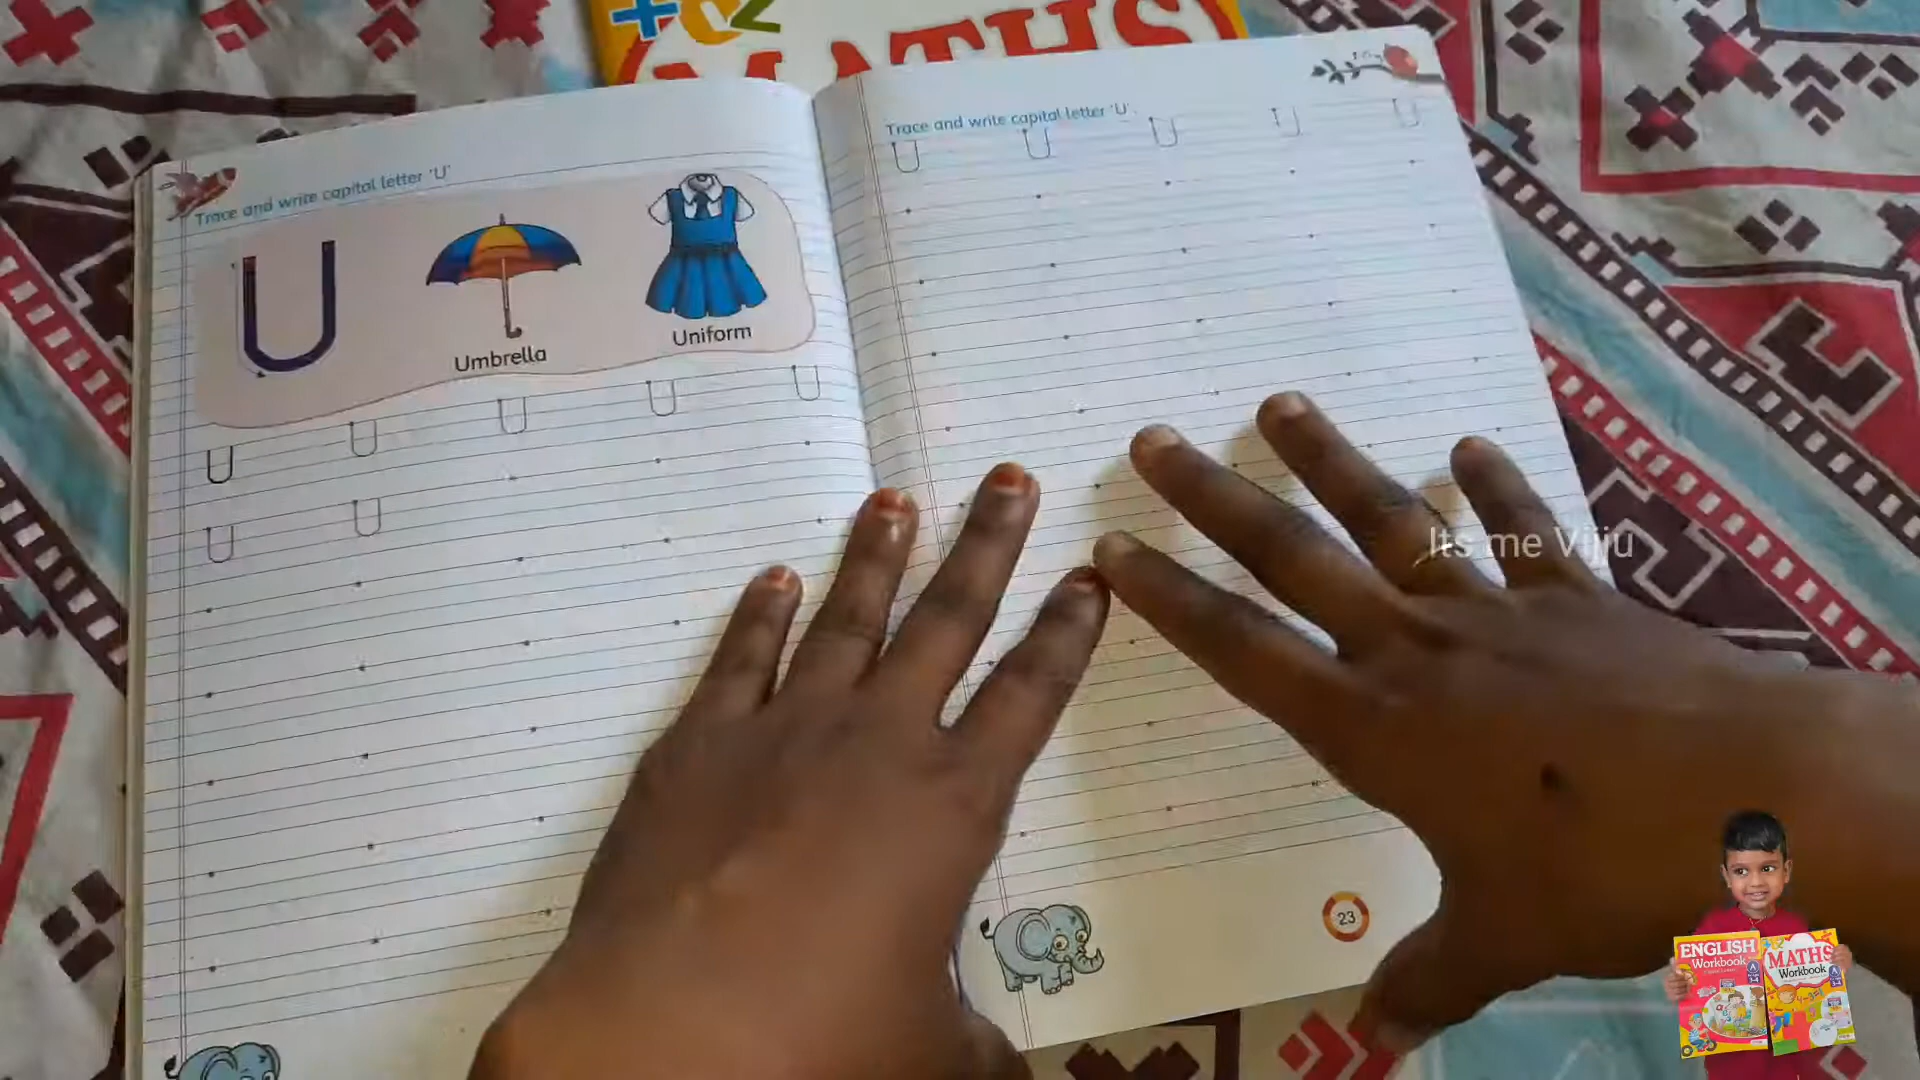 MATHS
Trace and write capital letter 'U'
U
Umbrella
Uniform
U U U U U
U U
Trace and write capital letter 'U'.
U U U U U
23
Its me Vijju
ENGLISH
Workbook
A
MATHS
Workbook
A